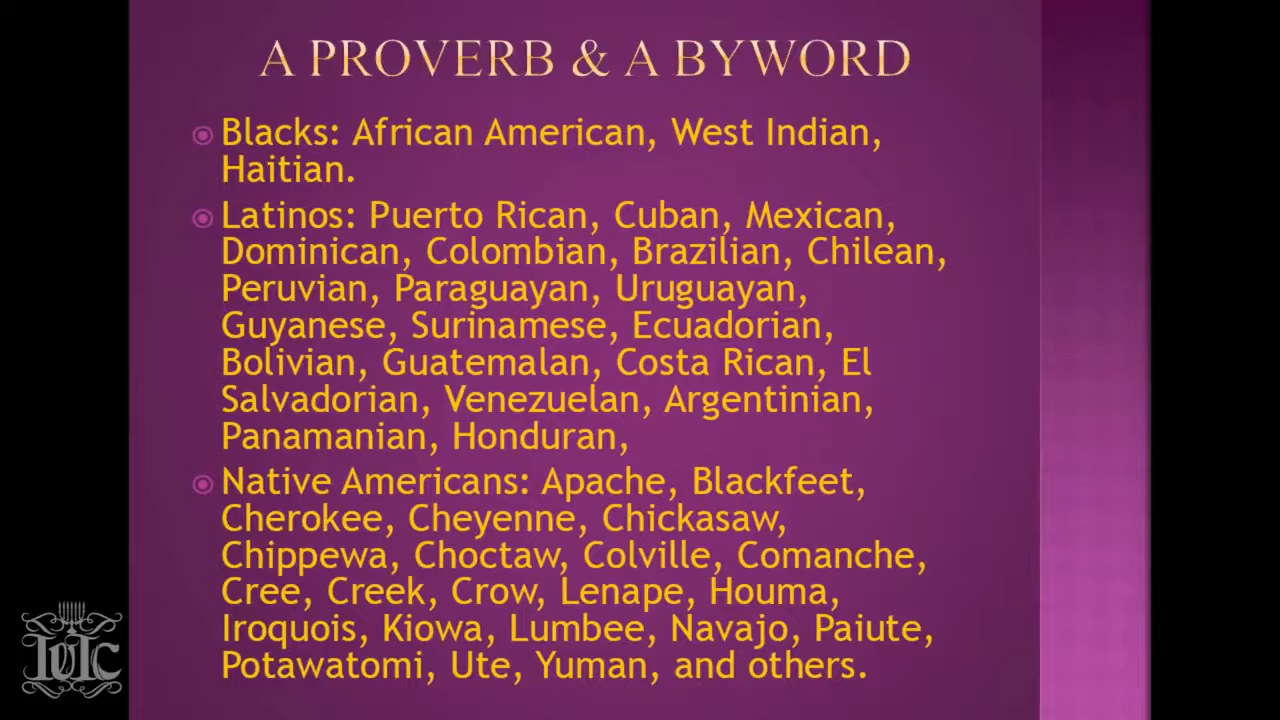 A PROVERB & A BYWORD
Blacks: African American, West Indian,
Haitian.
Latinos: Puerto Rican, Cuban, Mexican,
Dominican, Colombian, Brazilian, Chilean,
Peruvian, Paraguayan, Uruguayan,
Guyanese, Surinamese, Ecuadorian,
Bolivian, Guatemalan, Costa Rican, El
Salvadorian, Venezuelan, Argentinian,
Panamanian, Honduran,
Native Americans: Apache, Blackfeet,
Cherokee, Cheyenne, Chickasaw,
Chippewa, Choctaw, Colville, Comanche,
Cree, Creek, Crow, Lenape, Houma,
Iroquois, Kiowa, Lumbee, Navajo, Paiute,
Potawatomi, Ute, Yuman, and others.
IUIC